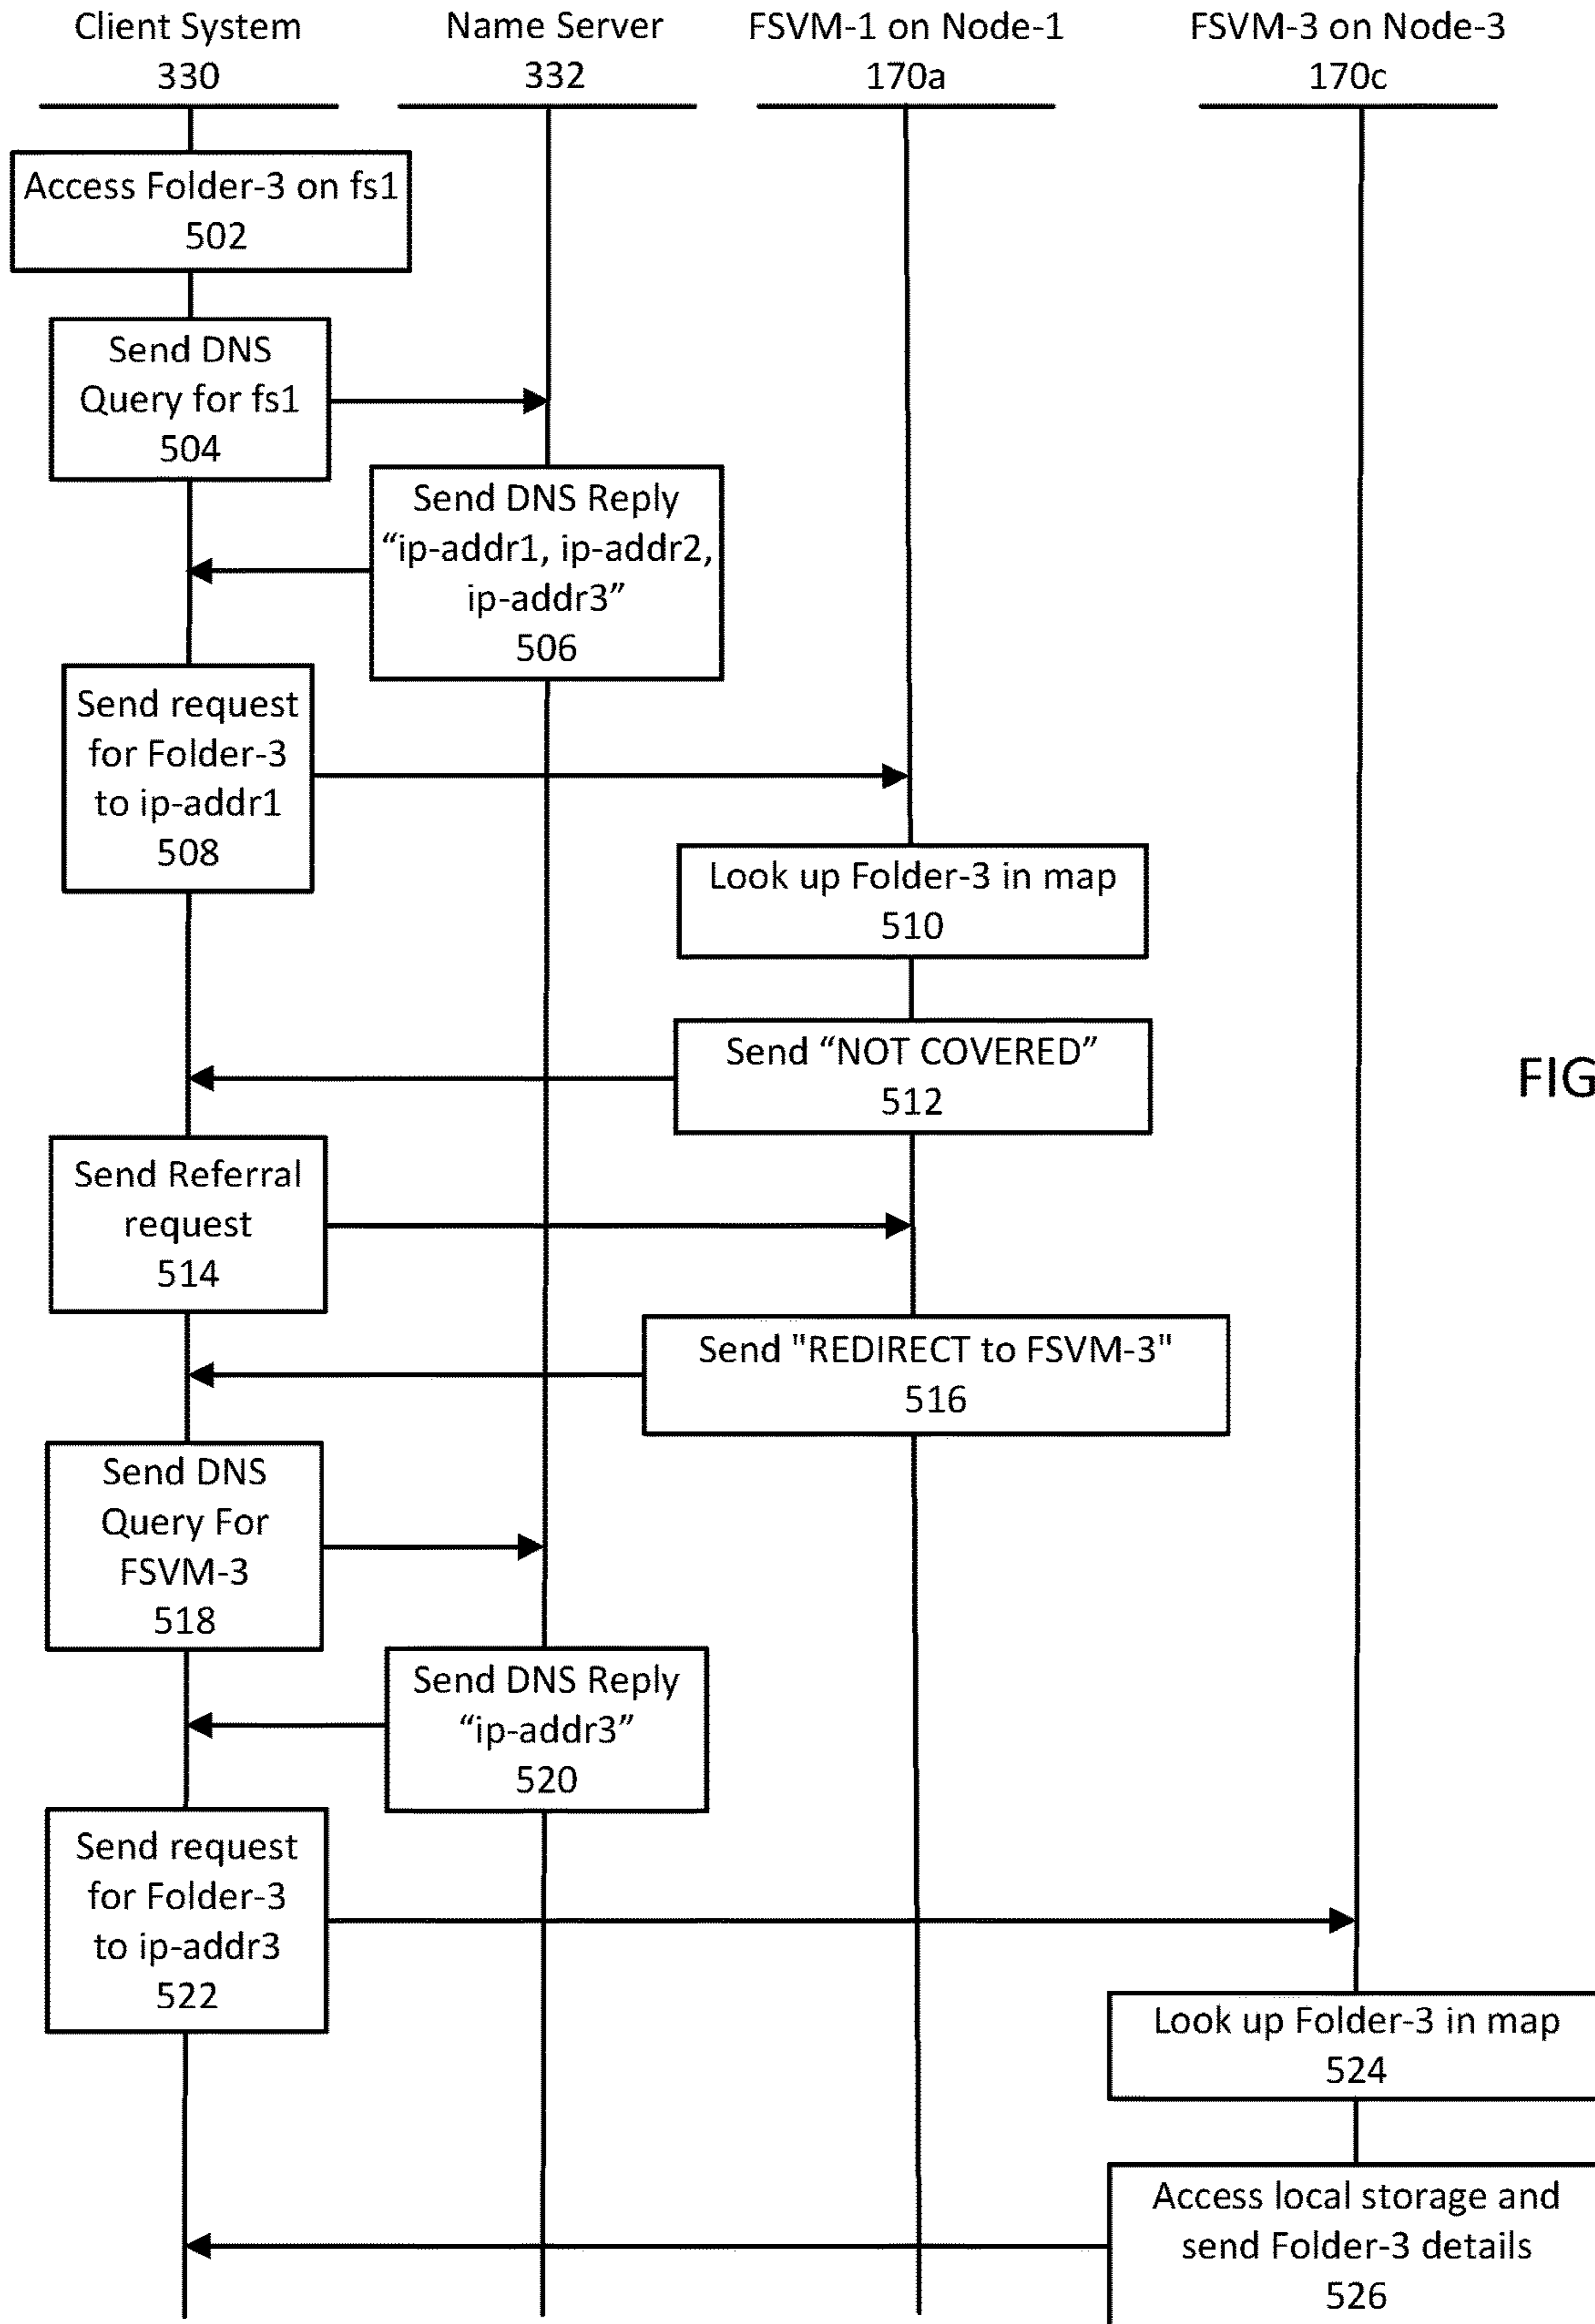 Client System
330
Name Server
332
FSVM-1 on Node-1
170a
FSVM-3 on Node-3
170c
Access Folder-3 on fs1
502
Send DNS
Query for fs1
504
Send DNS Reply
“ip-addr1, ip-addr2,
ip-addr3”
506
Send request
for Folder-3
to ip-addr1
508
Look up Folder-3 in map
510
Send “NOT COVERED”
512
FIG
Send Referral
request
514
Send "REDIRECT to FSVM-3"
516
Send DNS
Query For
FSVM-3
518
Send DNS Reply
“ip-addr3”
520
Send request
for Folder-3
to ip-addr3
522
Look up Folder-3 in map
524
Access local storage and
send Folder-3 details
526